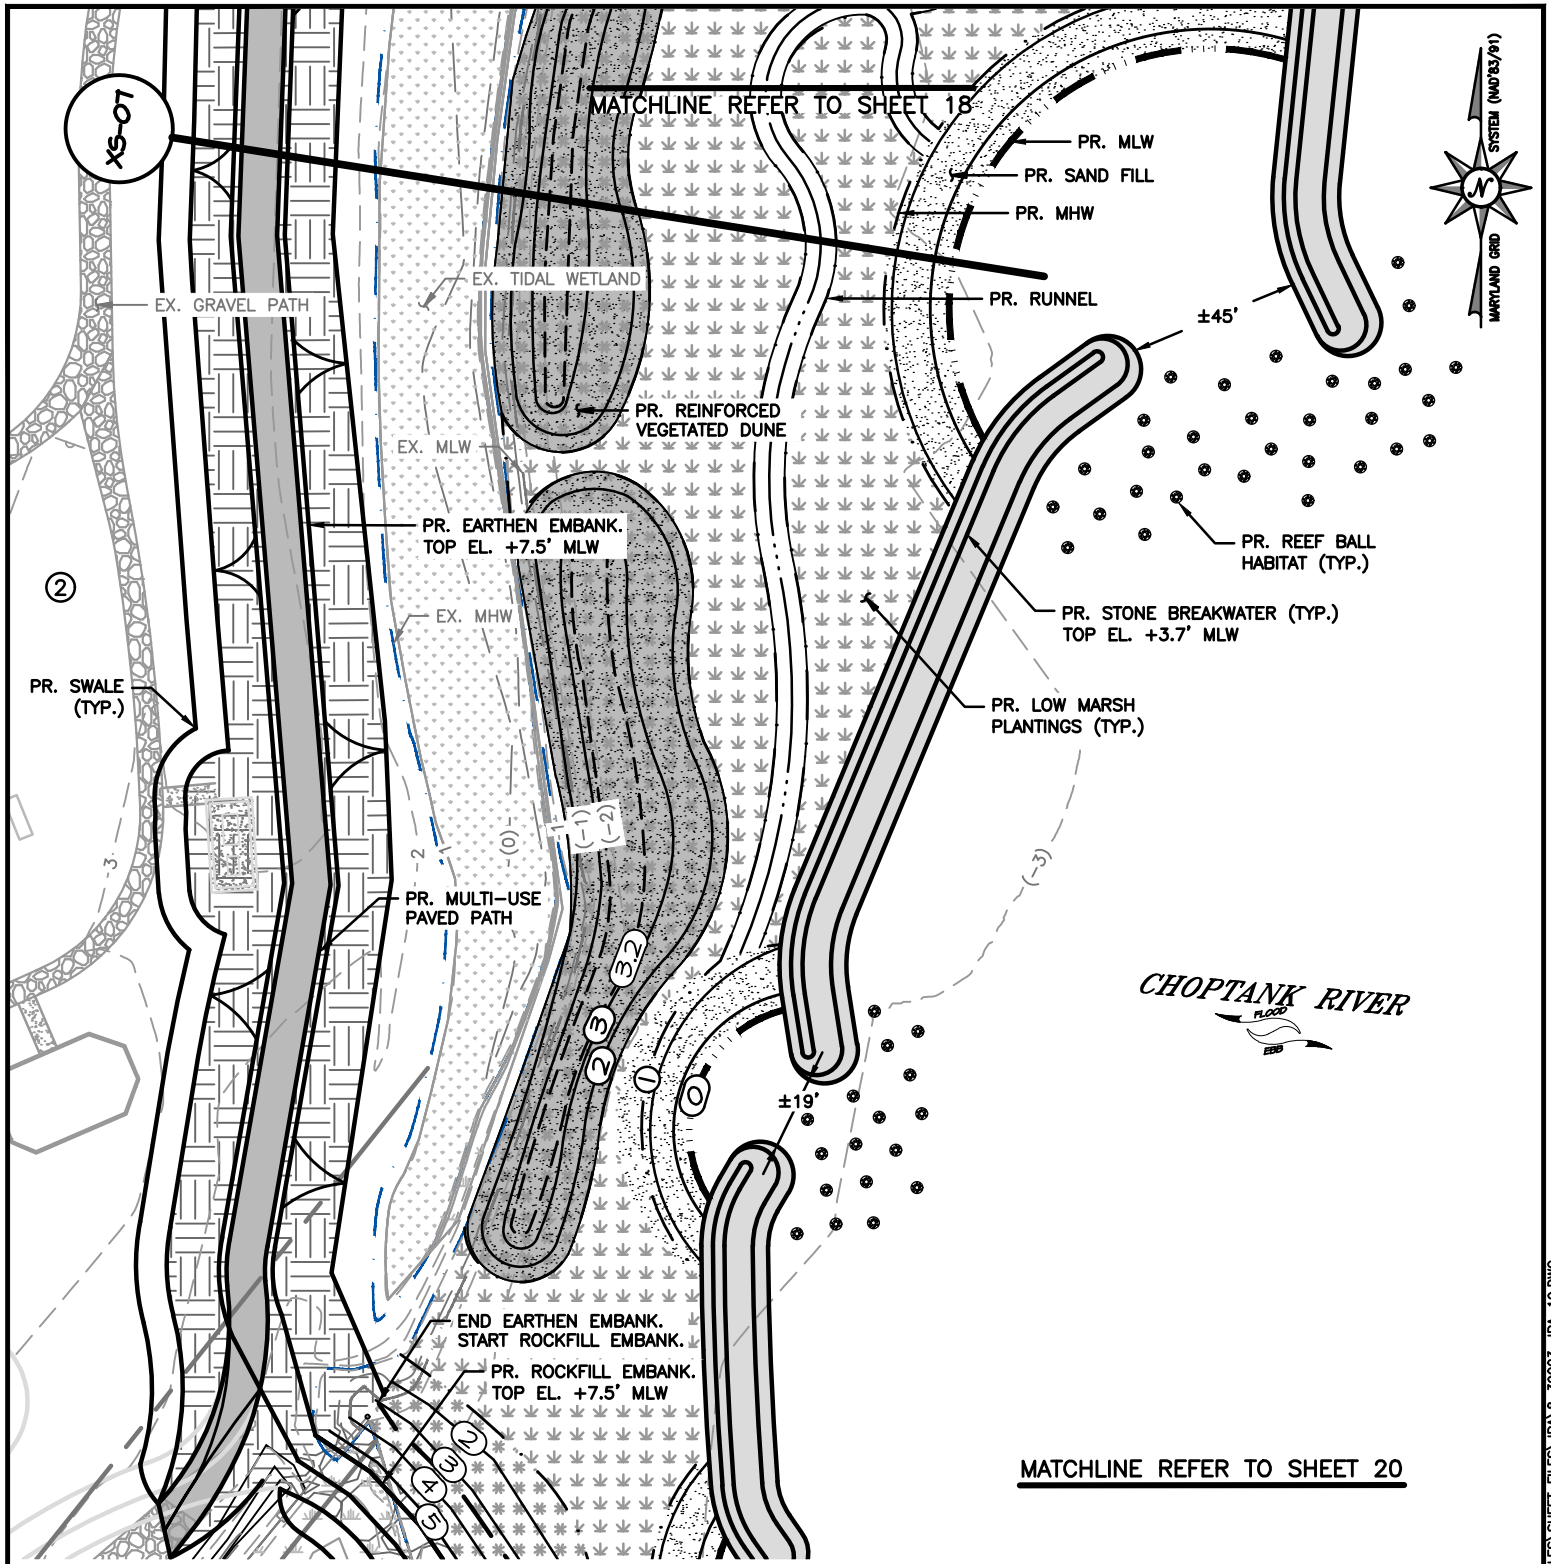 XS-07
MATCHLINE REFER TO SHEET 18
SYSTEM (NAD'83/91)
N
MARYLAND GRID
PR. MLW
PR. SAND FILL
PR. MHW
EX. TIDAL WETLAND
EX. GRAVEL PATH
PR. RUNNEL
±45'
PR. REINFORCED
VEGETATED DUNE
EX. MLW
PR. EARTHEN EMBANK.
TOP EL. +7.5' MLW
PR. REEF BALL
HABITAT (TYP.)
2
EX. MHW
PR. STONE BREAKWATER (TYP.)
TOP EL. +3.7' MLW
PR. SWALE
(TYP.)
PR. LOW MARSH
PLANTINGS (TYP.)
-3
-2
-1
-(0)
-1
(-1)
(-2)
(-3)
PR. MULTI-USE
PAVED PATH
3.2
3
2
1
0
CHOPTANK RIVER
FLOOD
EBB
±19'
END EARTHEN EMBANK.
START ROCKFILL EMBANK.
PR. ROCKFILL EMBANK.
TOP EL. +7.5' MLW
2
3
4
5
MATCHLINE REFER TO SHEET 20